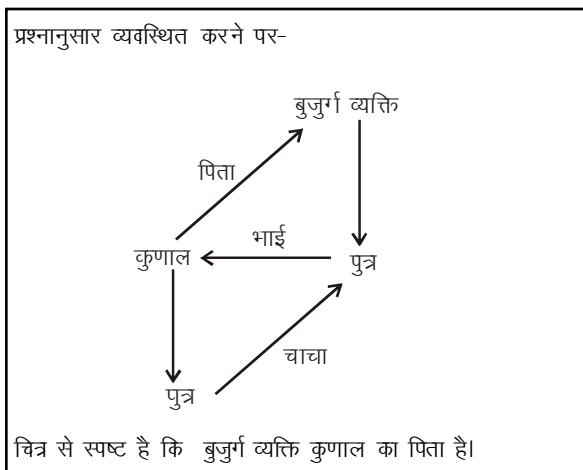 प्रश्नानुसार व्यवस्थित करने पर-
बुजुर्ग व्यक्ति
पिता
भाई
कुणाल
पुत्र
चाचा
पुत्र
चित्र से स्पष्ट है कि बुजुर्ग व्यक्ति कुणाल का पिता है।